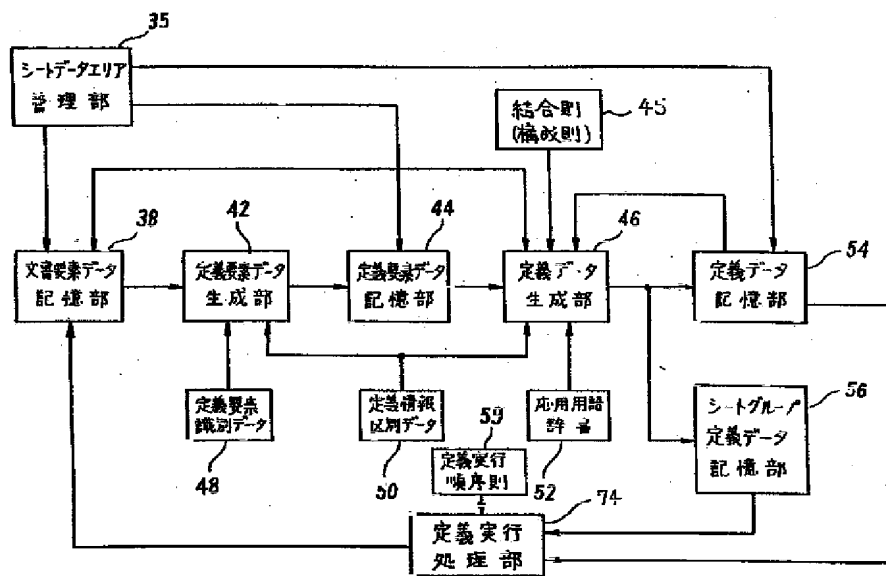 35
シートデータエリア
管理部
結合則
(構成則)
45
38
文書要素データ
記憶部
42
定義要素データ
生成部
44
定義要素データ
記憶部
46
定義データ
生成部
54
定義データ
記憶部
定義要素
識別データ
48
定義情報
区別データ
50
応用用語
辞書
52
59
定義実行
順序則
シートグループ
定義データ
記憶部
56
74
定義実行
処理部